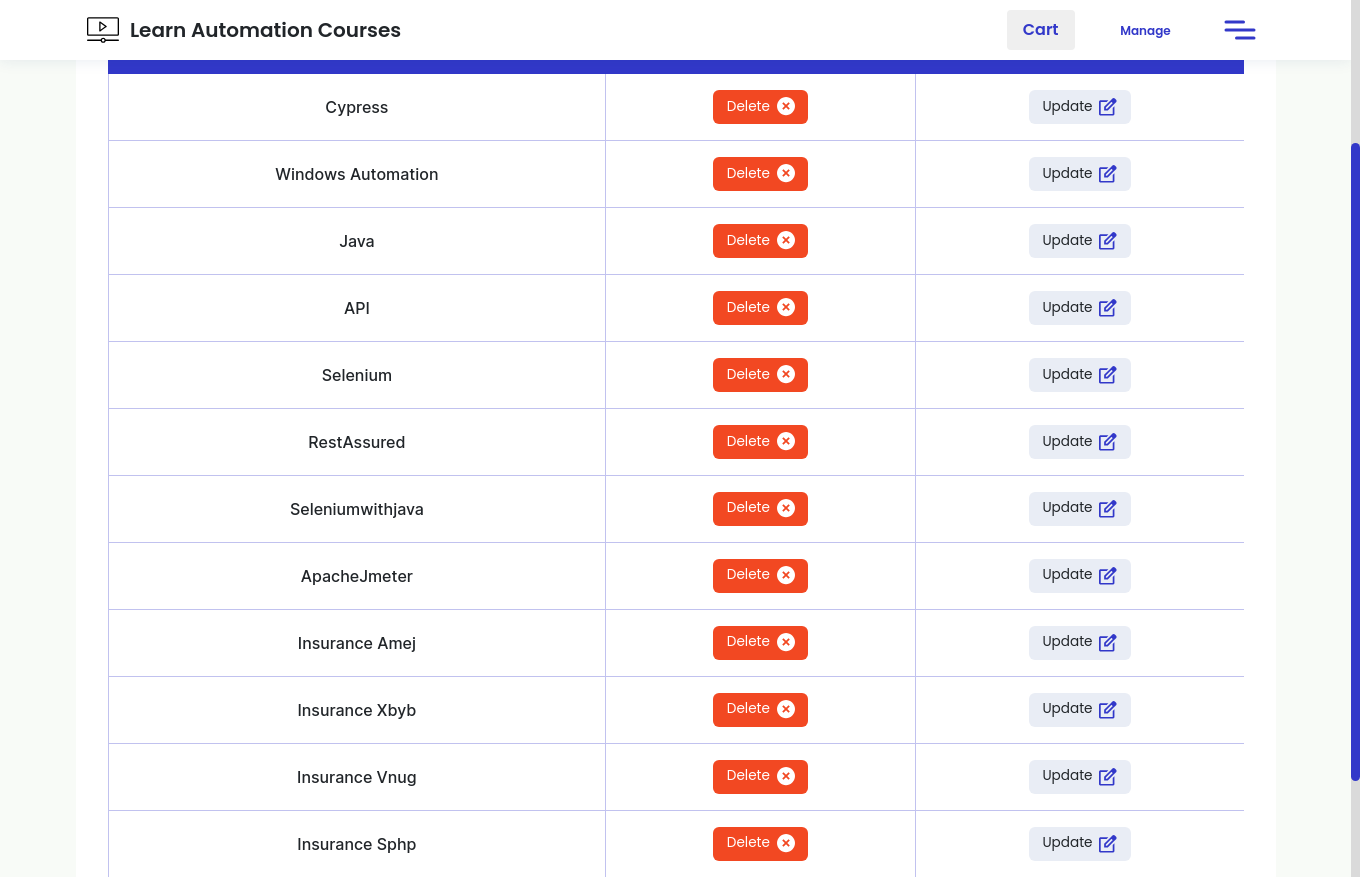 Learn Automation Courses Cart Manage
Cypress Delete Update
Windows Automation Delete Update
Java Delete Update
API Delete Update
Selenium Delete Update
RestAssured Delete Update
Seleniumwithjava Delete Update
ApacheJmeter Delete Update
Insurance Amej Delete Update
Insurance Xbyb Delete Update
Insurance Vnug Delete Update
Insurance Sphp Delete Update